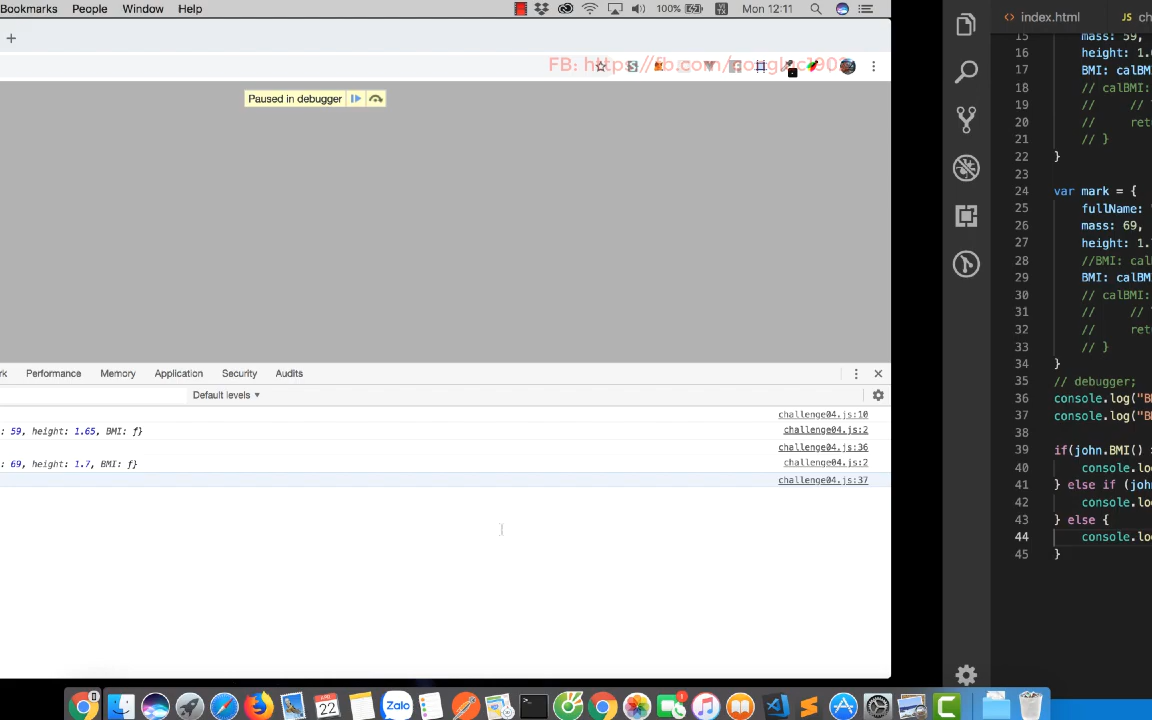 Bookmarks People Window Help 100% Mon 12:11
FB: https://fb.com/
Paused in debugger
Performance Memory Application Security Audits
Default levels ▼
challenge04.js:10
: 59, height: 1.65, BMI: ƒ} challenge04.js:2
challenge04.js:36
: 69, height: 1.7, BMI: ƒ} challenge04.js:2
challenge04.js:37
<> index.html JS
15 mass: 59,
16 height: 1.
17 BMI: calBM
18 // calBMI:
19 // //
20 // ret
21 // }
22 }
23
24 var mark = {
25 fullName:
26 mass: 69,
27 height: 1.
28 //BMI: cal
29 BMI: calBM
30 // calBMI:
31 // //
32 // ret
33 // }
34 }
35 // debugger;
36 console.log("B
37 console.log("B
38
39 if(john.BMI() >
40 console.lo
41 } else if (joh
42 console.lo
43 } else {
44 console.lo
45 }
APR
22
Zalo
1